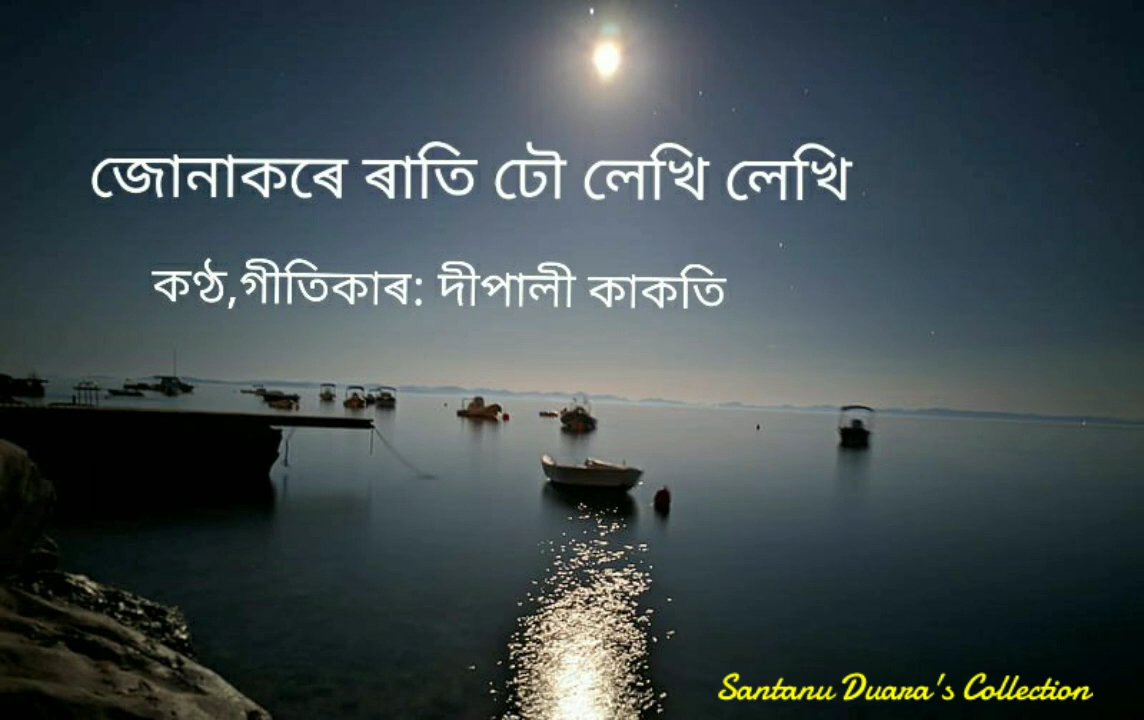 জোনাকৰে ৰাতি ঢৌ লেখি লেখি
কণ্ঠ,গীতিকাৰ: দীপালী কাকতি
Santanu Duara's Collection